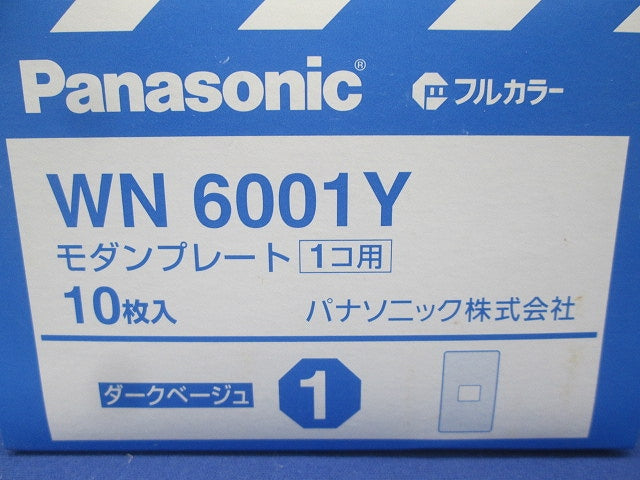 Panasonic® フルカラー
WN 6001Y
モダンプレート 1コ用
10枚入 パナソニック株式会社
ダークベージュ 1